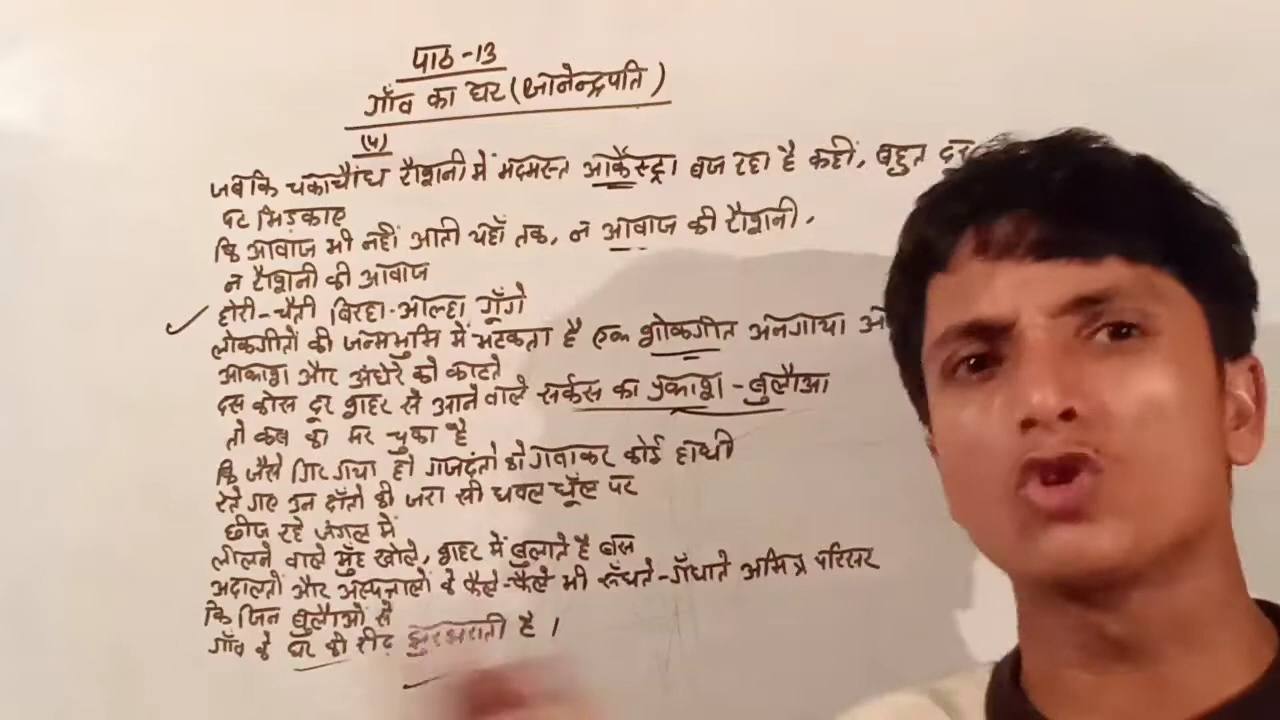 पाठ-13
गाँव का घर (ज्ञानेन्द्रपति)
(५)
जबकि चकाचौंध रौशनी में मदमस्त आर्केस्ट्रा बज रहा है कहीं, बहुत दूर
पट भिड़काए
कि आवाज भी नहीं आती यहाँ तक, न आवाज की रौशनी,
न रौशनी की आवाज
होरी-चैती बिरहा-आल्हा गूँगे
लोकगीतों की जन्मभूमि में भटकता है एक शोकगीत अनगाया
आकाश और अंधेरे को काटते
दस कोस दूर शहर से आने वाले सर्कस का प्रकाश-बुलौआ
तो कब का मर चुका है
कि जैसे गिर गया हो गजदंतों को गवाकर कोई हाथी
रेते गए उन दाँतों की जरा सी धवल धूल पर
छीज रहे जंगल में
लीलने वाले मुँह खोले, शहर में बुलाते हैं बस
अदालतों और अस्पतालों के फैले-फैले भी रूँधते-गँधाते अमित्र परिसर
कि जिन बुलौओं से
गाँव के घर की रीढ़ झुरझुराती है ।